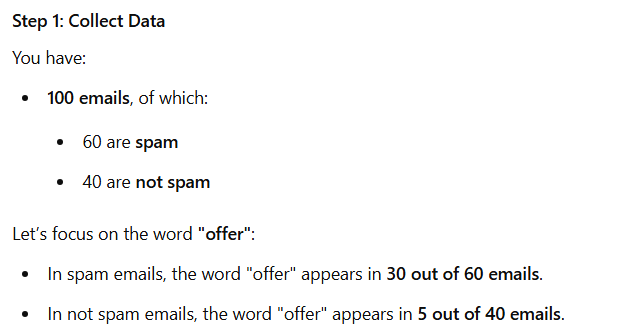 Step 1: Collect Data
You have:
• 100 emails, of which:
• 60 are spam
• 40 are not spam
Let’s focus on the word "offer":
• In spam emails, the word "offer" appears in 30 out of 60 emails.
• In not spam emails, the word "offer" appears in 5 out of 40 emails.